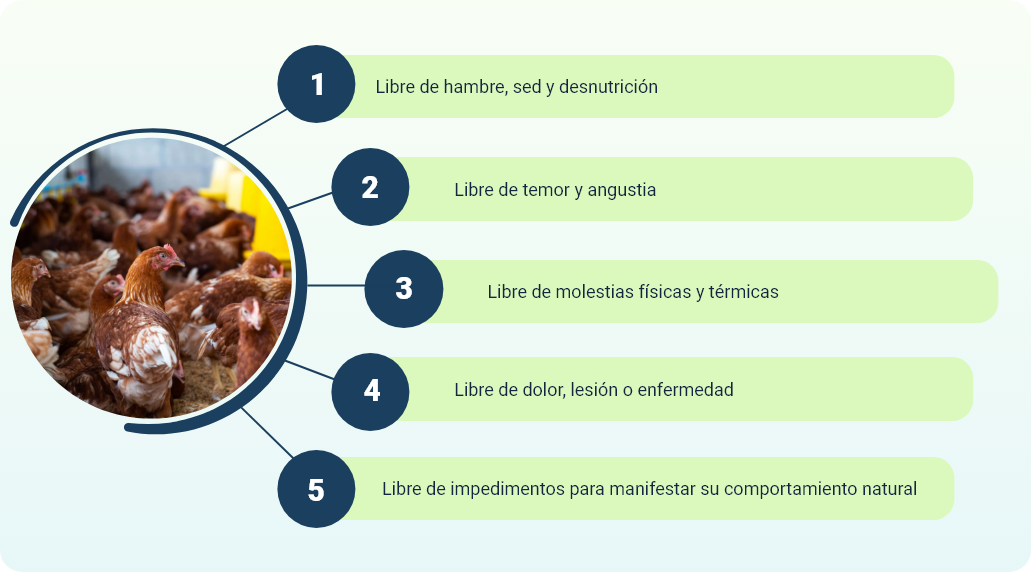 1
Libre de hambre, sed y desnutrición
2
Libre de temor y angustia
3
Libre de molestias físicas y térmicas
4
Libre de dolor, lesión o enfermedad
5
Libre de impedimentos para manifestar su comportamiento natural